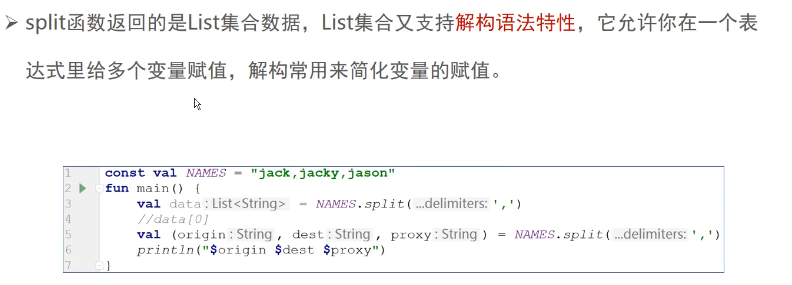 ➢ split函数返回的是List集合数据，List集合又支持解构语法特性，它允许你在一个表
达式里给多个变量赋值，解构常用来简化变量的赋值。
1 const val NAMES = "jack,jacky,jason"
2 fun main() {
3 val data : List<String> = NAMES.split( ...delimiters: ',')
4 //data[0]
5 val (origin : String , dest : String , proxy : String ) = NAMES.split( ...delimiters: ',')
6 println("$origin $dest $proxy")
7 }